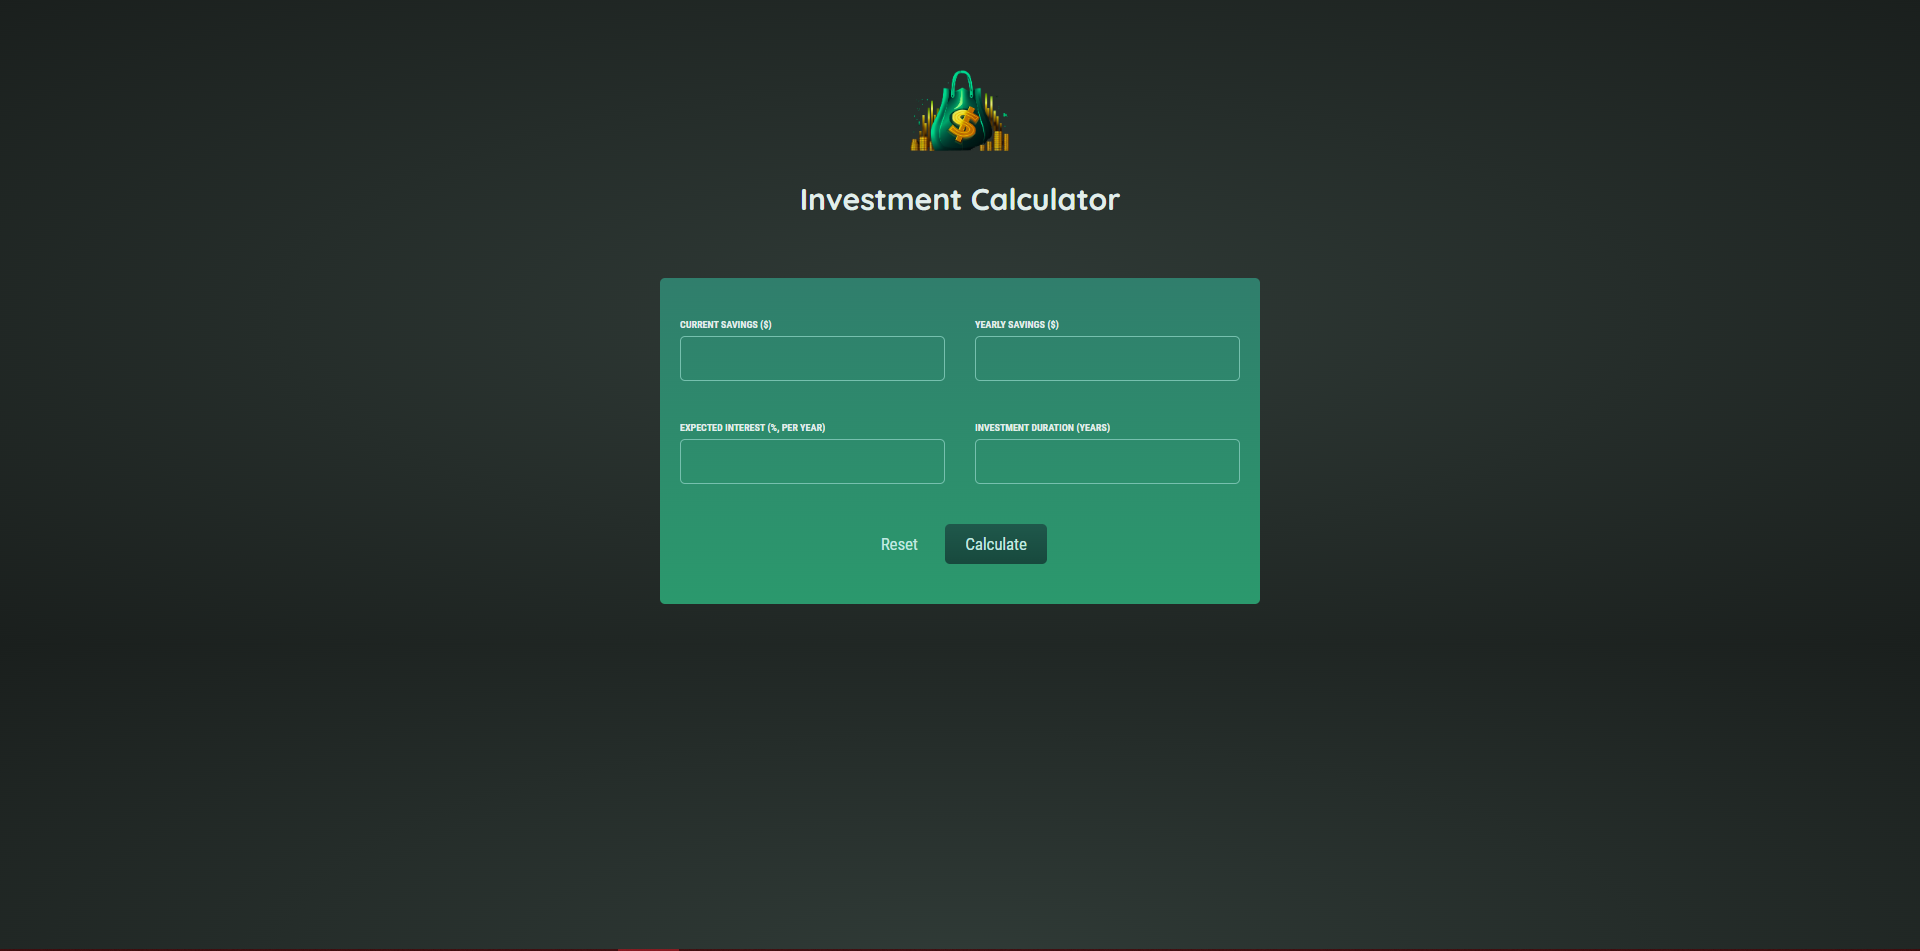 $
Investment Calculator
CURRENT SAVINGS ($)
YEARLY SAVINGS ($)
EXPECTED INTEREST (%, PER YEAR)
INVESTMENT DURATION (YEARS)
Reset
Calculate